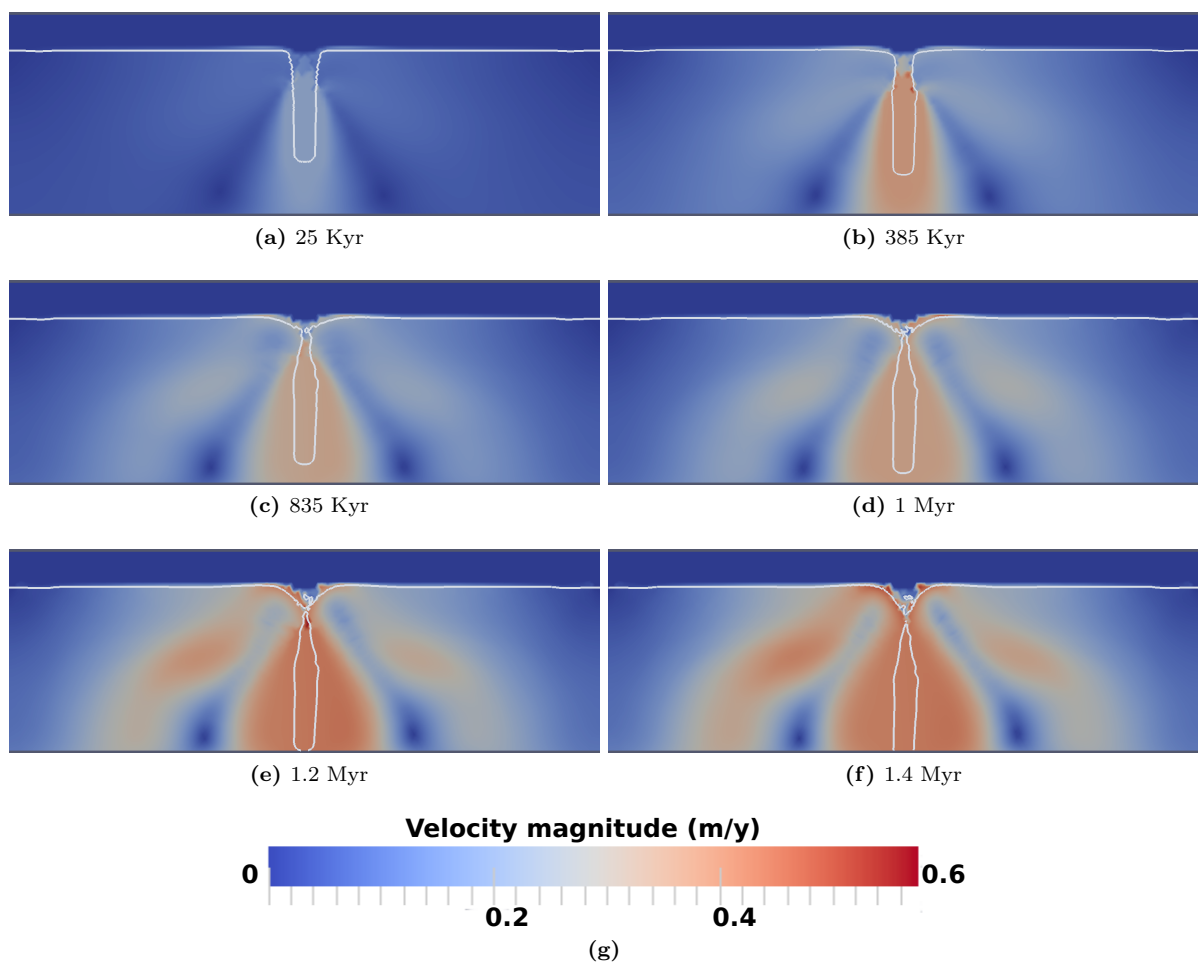 (a) 25 Kyr
(b) 385 Kyr
(c) 835 Kyr
(d) 1 Myr
(e) 1.2 Myr
(f) 1.4 Myr
Velocity magnitude (m/y)
0
0.6
0.2
0.4
(g)